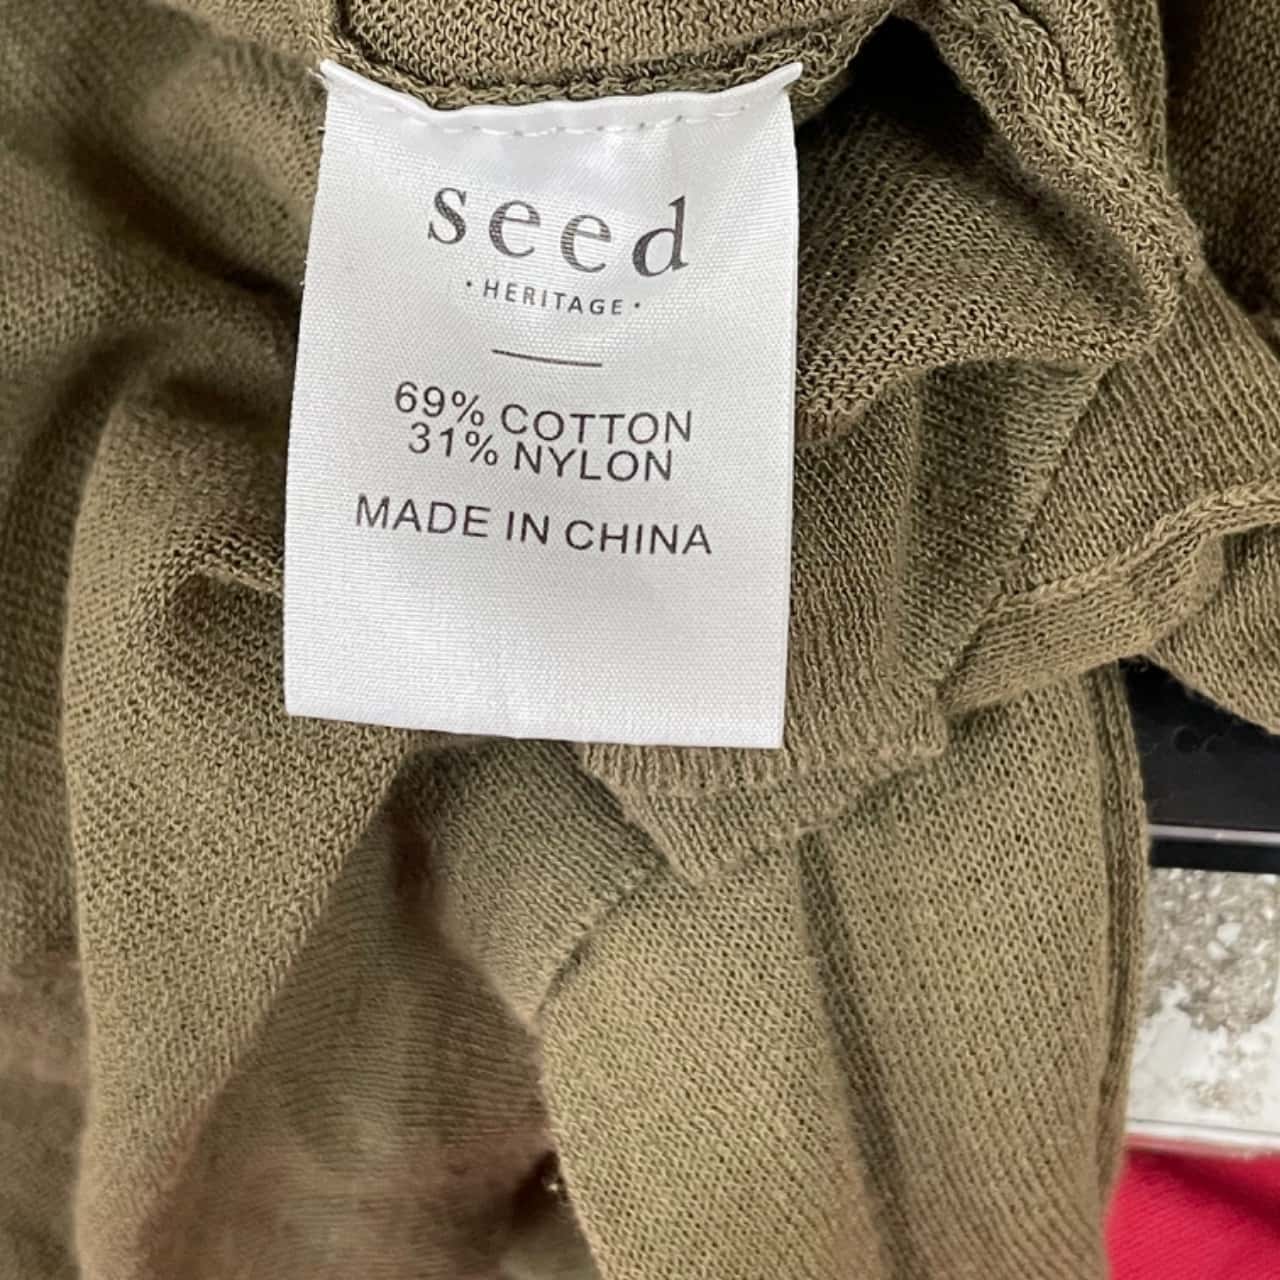 seed
• HERITAGE •
69% COTTON
31% NYLON
MADE IN CHINA